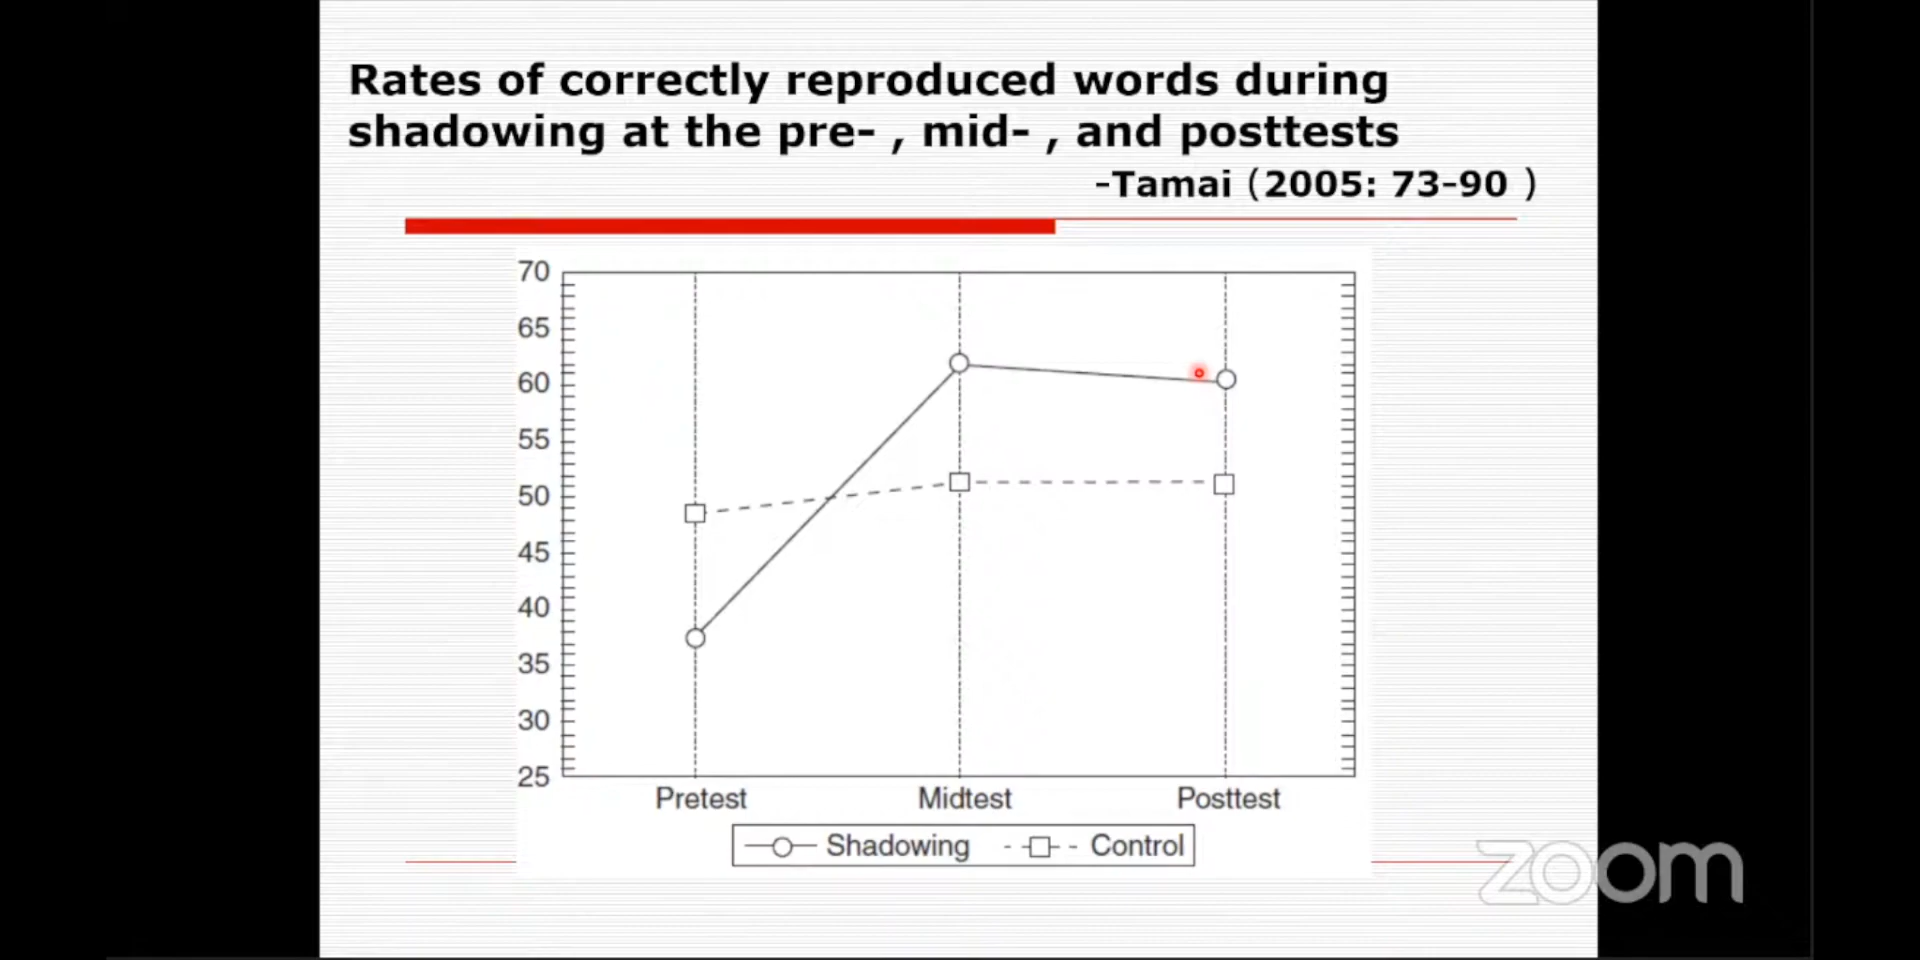 Rates of correctly reproduced words during
shadowing at the pre- , mid- , and posttests
-Tamai (2005: 73-90 )
70
65
60
55
50
45
40
35
30
25
Pretest Midtest Posttest
Shadowing Control
zoom